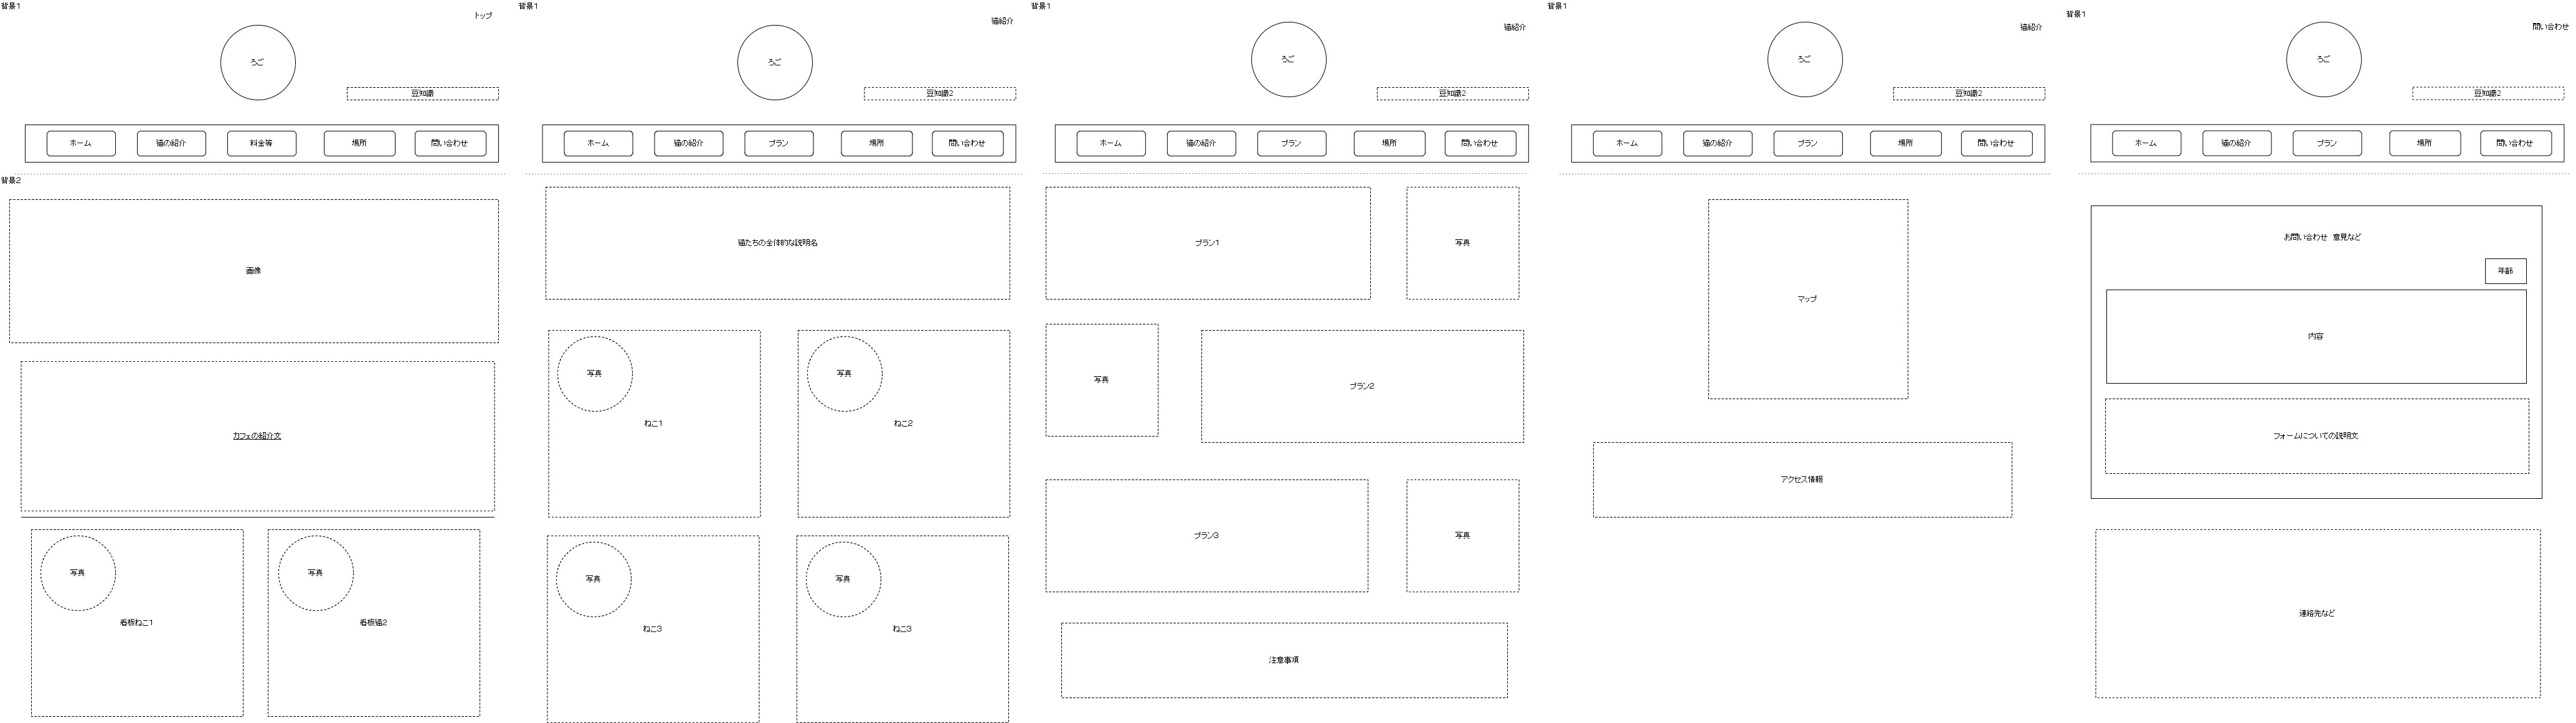 背景1
トップ
ろご
豆知識
ホーム
猫の紹介
料金等
場所
問い合わせ
背景2
画像
カフェの紹介文
写真
看板ねこ1
写真
看板猫2
背景1
猫紹介
ろご
豆知識2
ホーム
猫の紹介
プラン
場所
問い合わせ
猫たちの全体的な説明名
写真
ねこ1
写真
ねこ2
写真
ねこ3
写真
ねこ3
背景1
猫紹介
ろご
豆知識2
ホーム
猫の紹介
プラン
場所
問い合わせ
プラン1
写真
写真
プラン2
プラン3
写真
注意事項
背景1
猫紹介
ろご
豆知識2
ホーム
猫の紹介
プラン
場所
問い合わせ
マップ
アクセス情報
背景1
問い合わせ
ろご
豆知識2
ホーム
猫の紹介
プラン
場所
問い合わせ
お問い合わせ 意見など
年齢
内容
フォームについての説明文
連絡先など